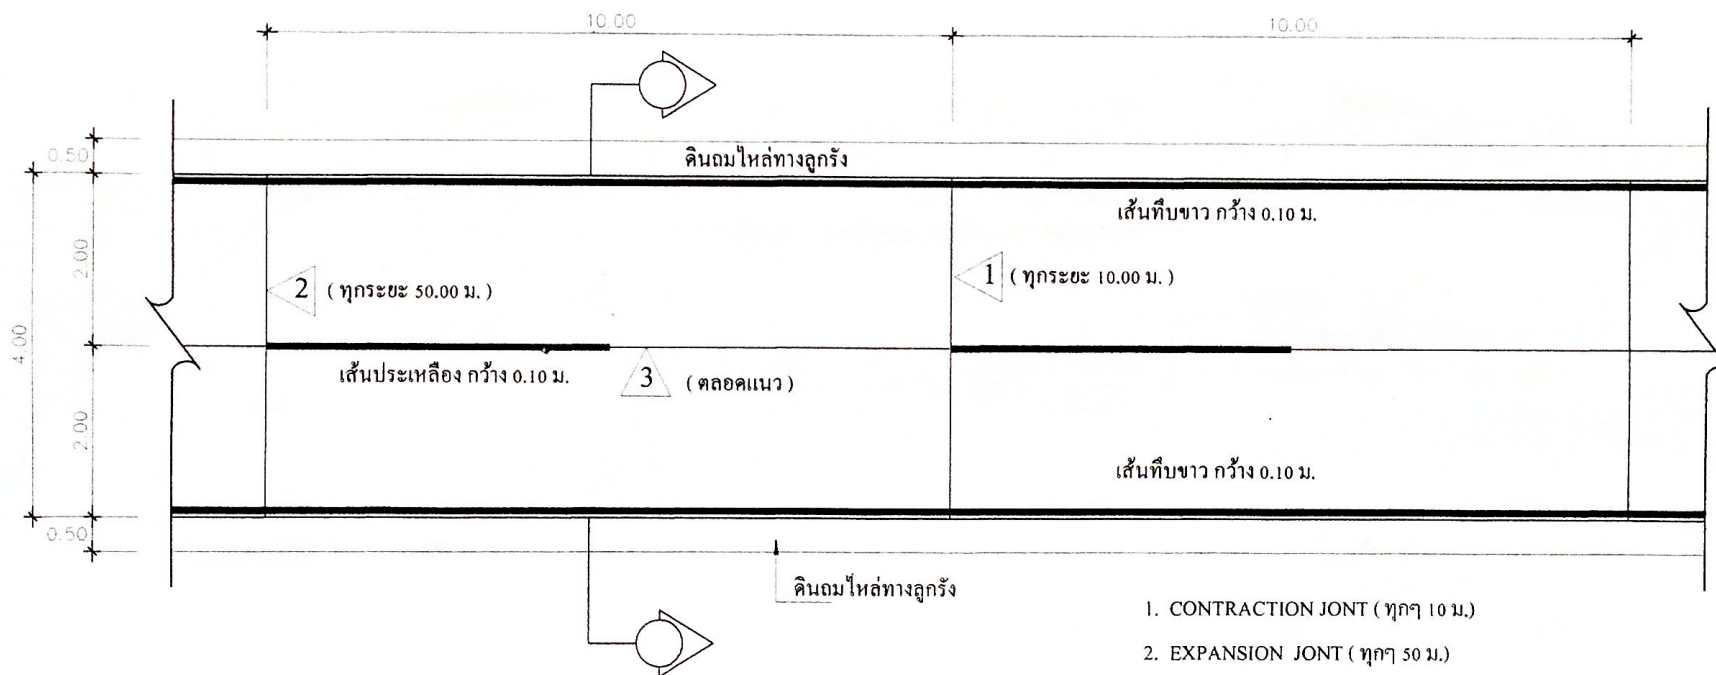 10.00
10.00
0.50
ดินถมไหล่ทางลูกรัง
เส้นทึบขาว กว้าง 0.10 ม.
2.00
2 ( ทุกระยะ 50.00 ม. )
1 ( ทุกระยะ 10.00 ม. )
4.00
เส้นประเหลือง กว้าง 0.10 ม.
3 ( ตลอดแนว )
2.00
เส้นทึบขาว กว้าง 0.10 ม.
0.50
ดินถมไหล่ทางลูกรัง
1. CONTRACTION JONT ( ทุกๆ 10 ม.)
2. EXPANSION JONT ( ทุกๆ 50 ม.)